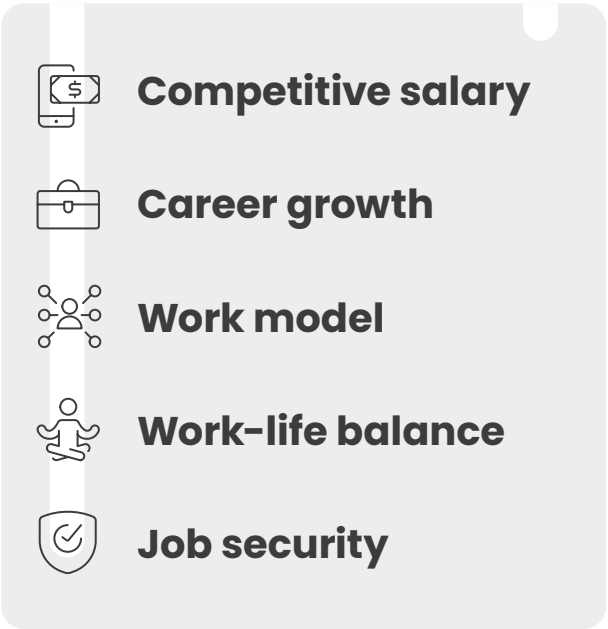 $
Competitive salary
Career growth
Work model
Work-life balance
Job security